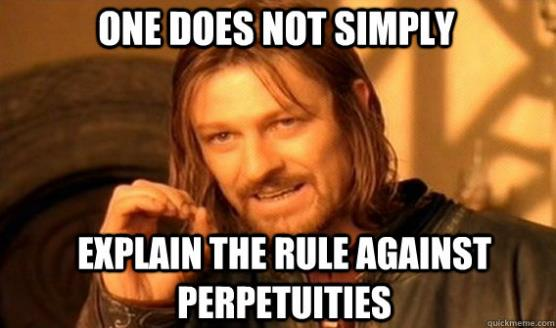 ONE DOES NOT SIMPLY
EXPLAIN THE RULE AGAINST
PERPETUITIES
quickmeme.com